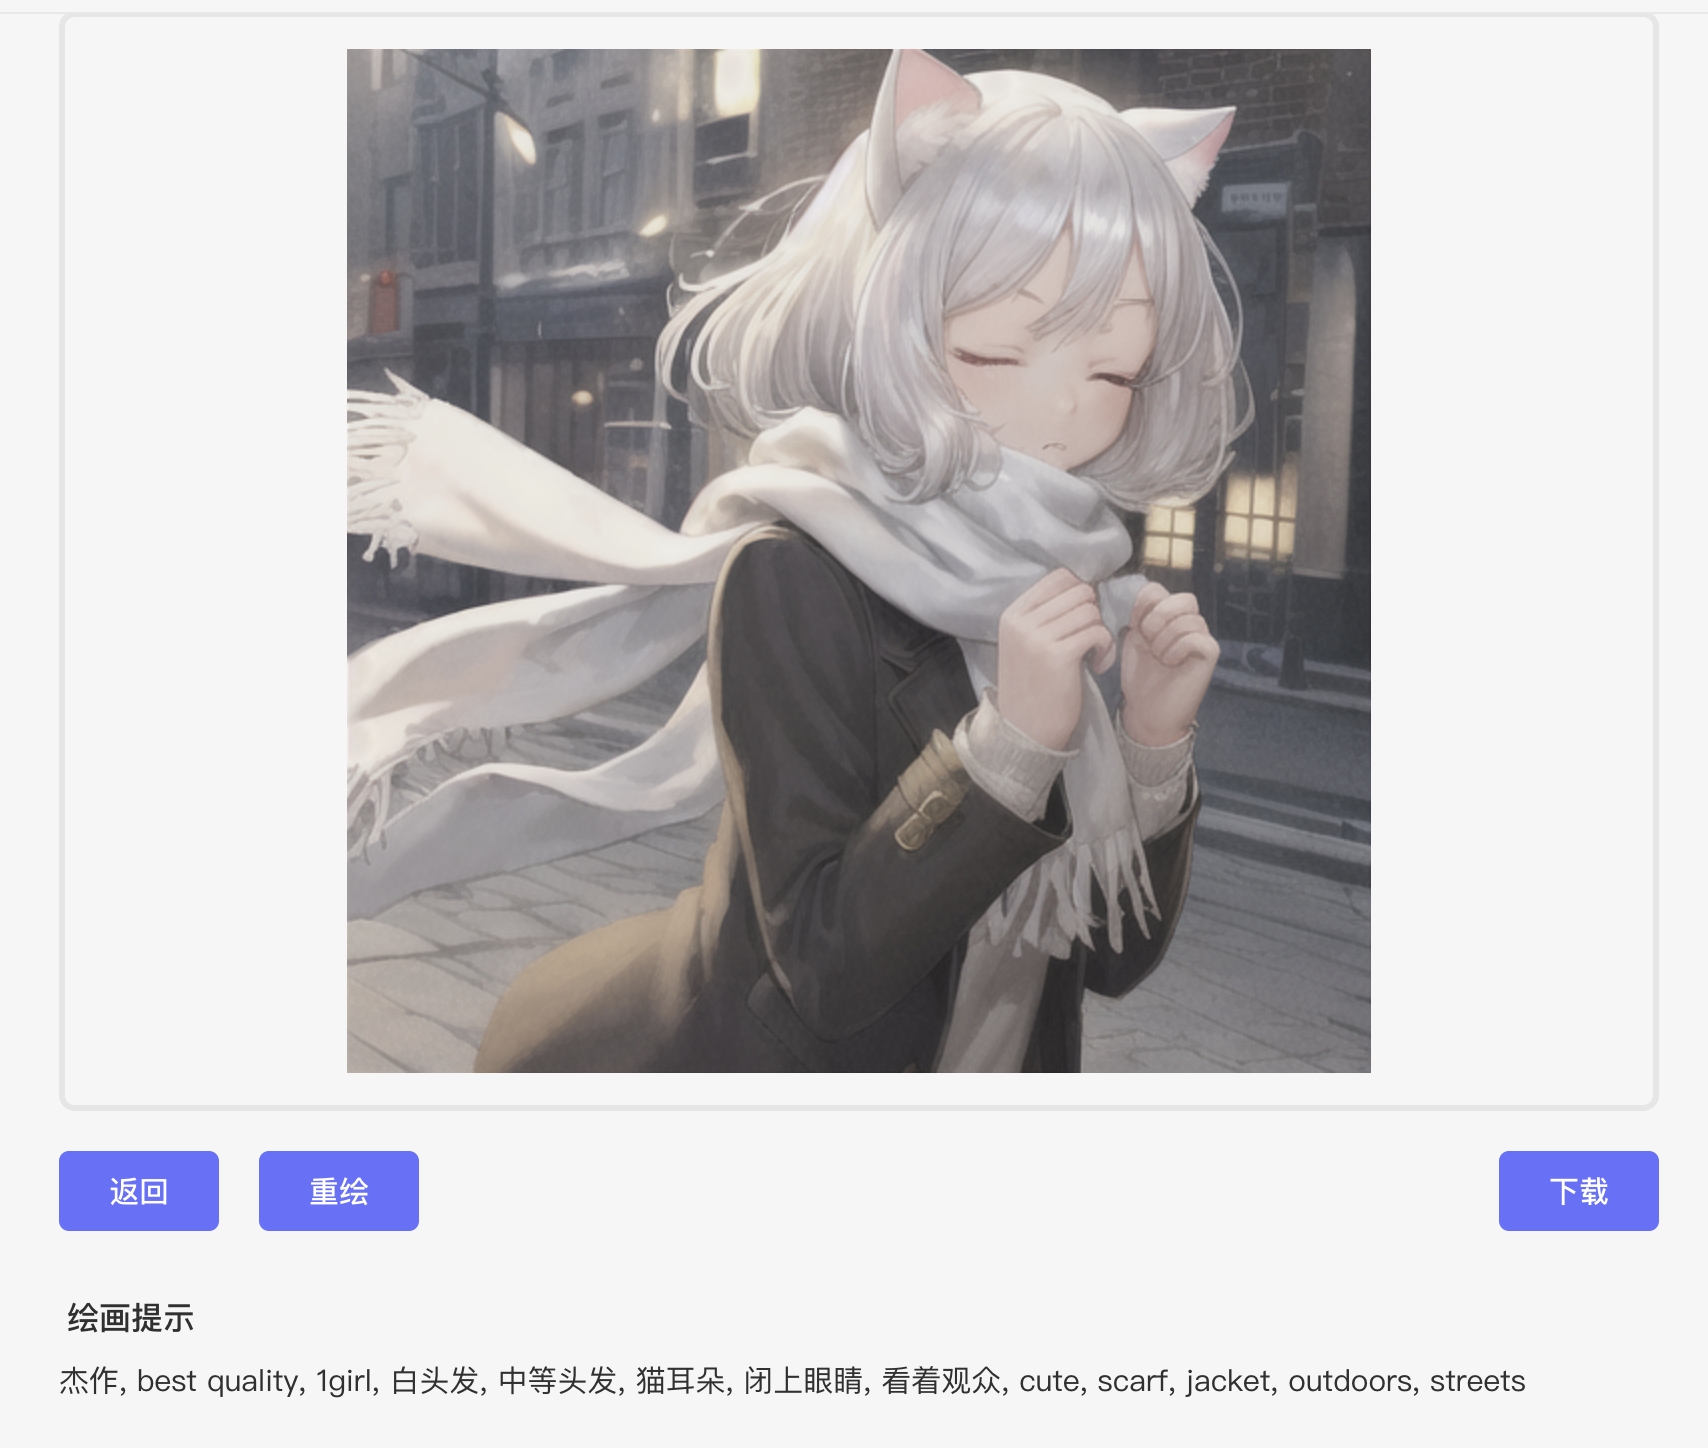 返回
重绘
下载
绘画提示
杰作, best quality, 1girl, 白头发, 中等头发, 猫耳朵, 闭上眼睛, 看着观众, cute, scarf, jacket, outdoors, streets